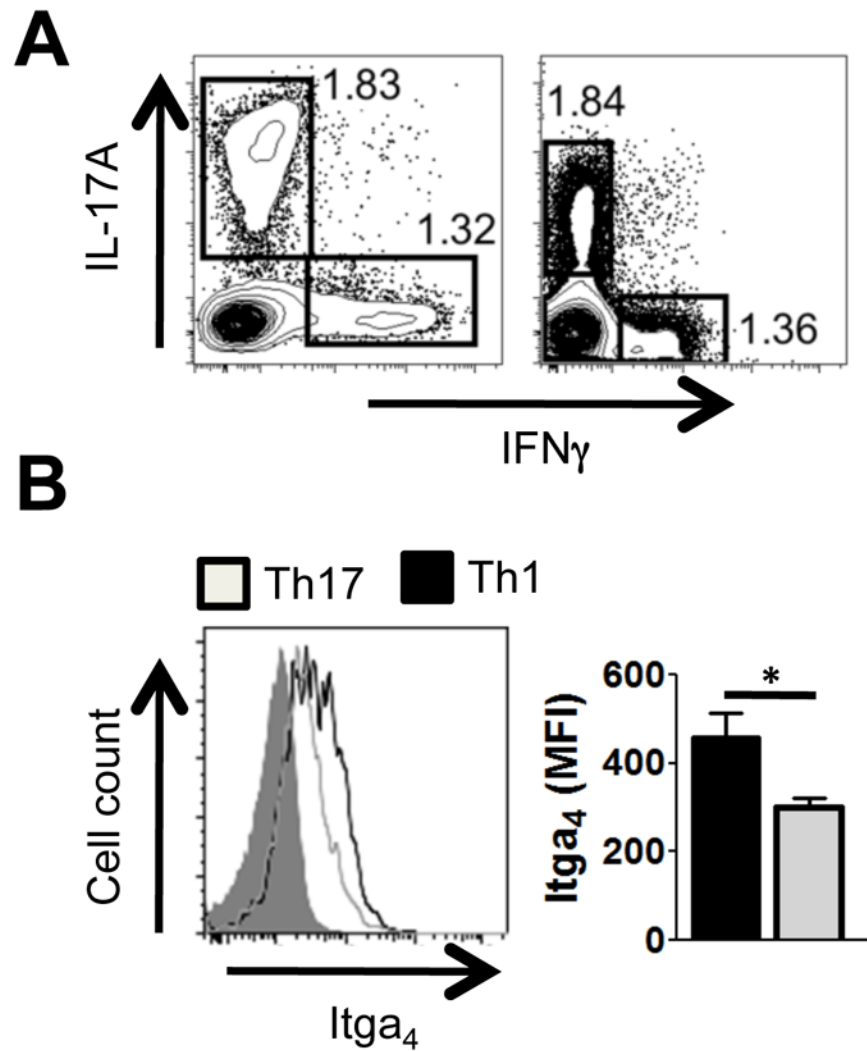 A
IL-17A
1.83
1.32
1.84
1.36
IFNγ
B
Th17
Th1
Cell count
Itga₄
Itga₄ (MFI)
600
400
200
0
*